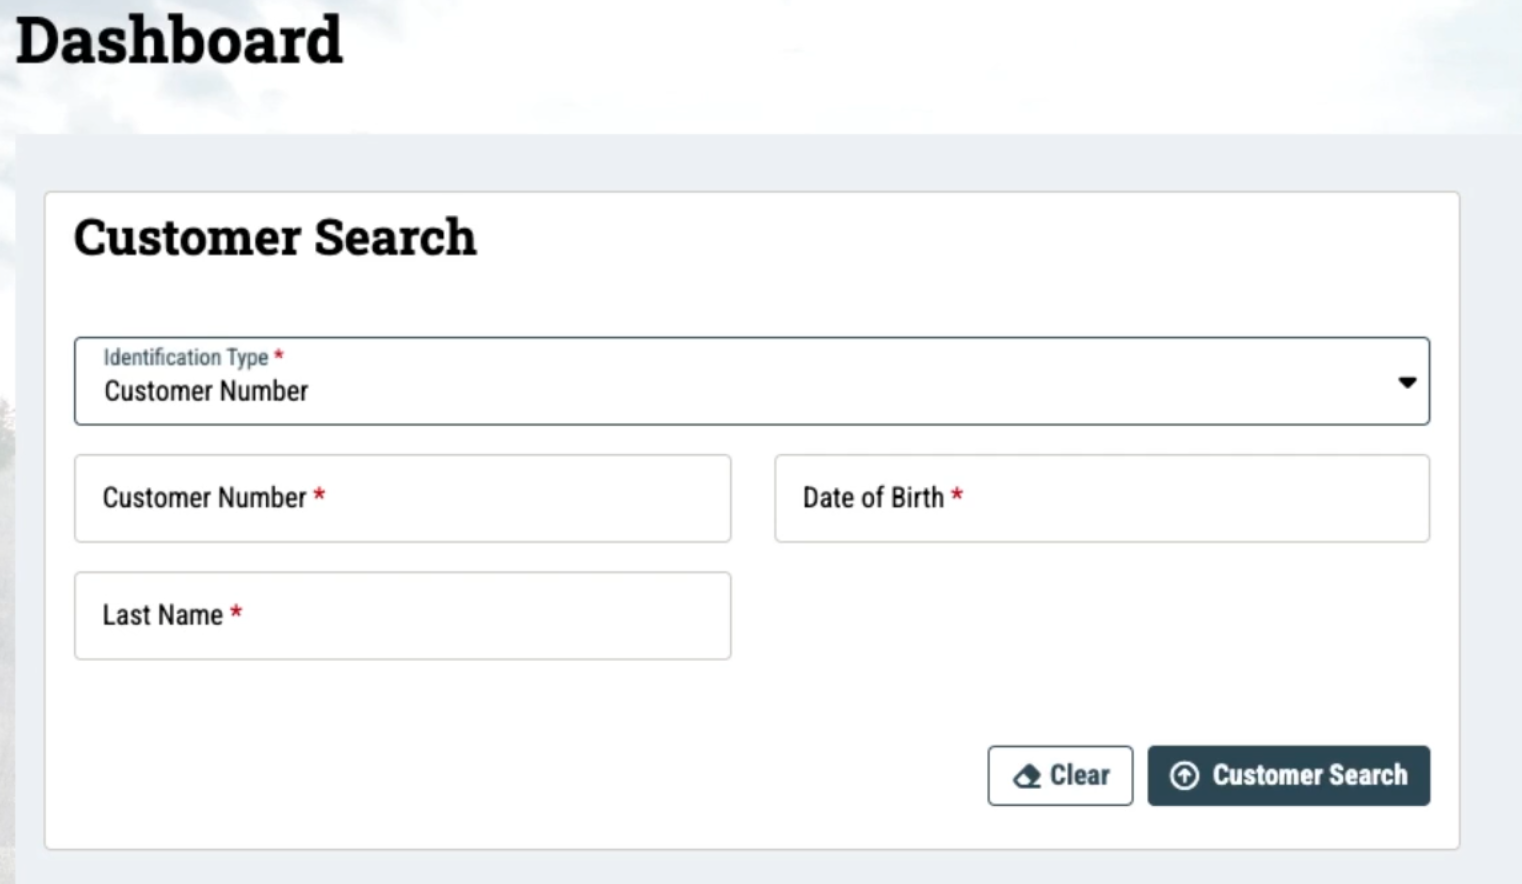 Dashboard
Customer Search
Identification Type *
Customer Number
Customer Number *
Date of Birth *
Last Name *
Clear
Customer Search